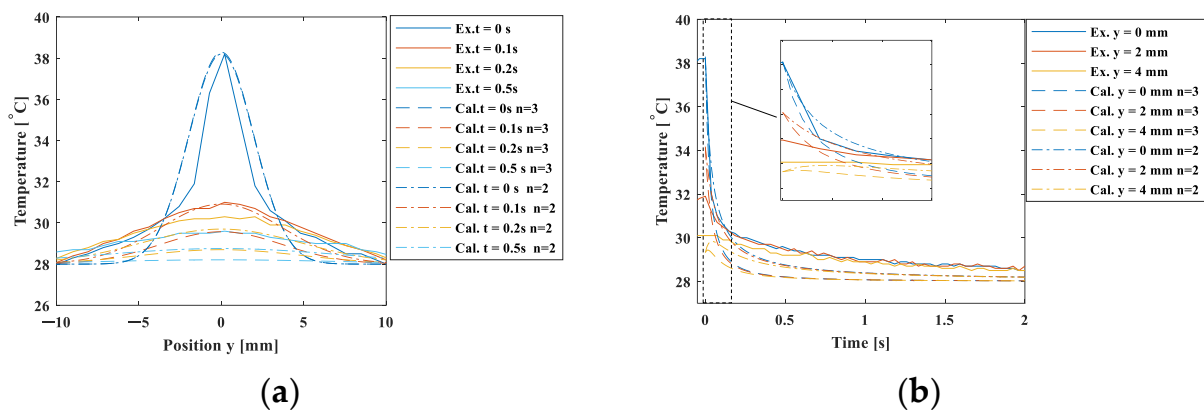 (a)
40
38
36
34
32
30
28
26
Temperature [°C]
−10
−5
0
5
10
Position y [mm]
Ex.t = 0 s
Ex.t = 0.1s
Ex.t = 0.2s
Ex.t = 0.5s
Cal.t = 0s n=3
Cal.t = 0.1s n=3
Cal.t = 0.2s n=3
Cal.t = 0.5 s n=3
Cal. t = 0 s n=2
Cal.t = 0.1s n=2
Cal.t = 0.2s n=2
Cal.t = 0.5s n=2
(b)
40
38
36
34
32
30
28
Temperature [°C]
0
0.5
1
1.5
2
Time [s]
Ex. y = 0 mm
Ex. y = 2 mm
Ex. y = 4 mm
Cal. y = 0 mm n=3
Cal. y = 2 mm n=3
Cal. y = 4 mm n=3
Cal. y = 0 mm n=2
Cal. y = 2 mm n=2
Cal. y = 4 mm n=2